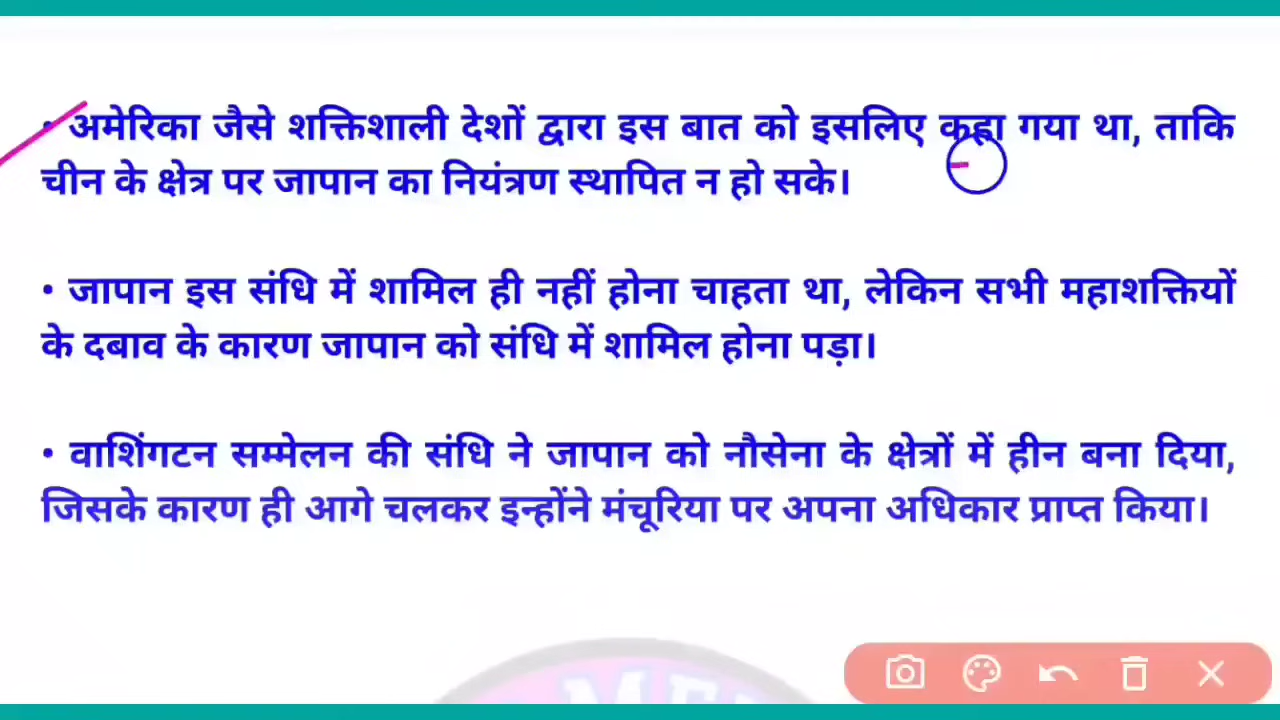 • अमेरिका जैसे शक्तिशाली देशों द्वारा इस बात को इसलिए कहा गया था, ताकि
चीन के क्षेत्र पर जापान का नियंत्रण स्थापित न हो सके।
• जापान इस संधि में शामिल ही नहीं होना चाहता था, लेकिन सभी महाशक्तियों
के दबाव के कारण जापान को संधि में शामिल होना पड़ा।
• वाशिंगटन सम्मेलन की संधि ने जापान को नौसेना के क्षेत्रों में हीन बना दिया,
जिसके कारण ही आगे चलकर इन्होंने मंचूरिया पर अपना अधिकार प्राप्त किया।